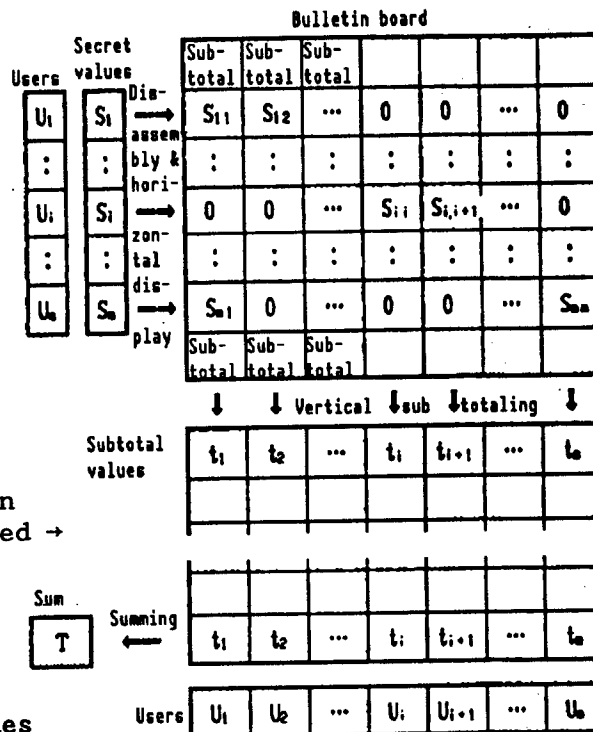 Bulletin board
Users
Secret values
Sub-total Sub-total Sub-total
U₁ S₁ S₁₁ S₁₂ ··· 0 0 ··· 0
: : : : : : : : :
Uᵢ Sᵢ 0 0 ··· Sᵢᵢ Sᵢ,ᵢ₊₁ ··· 0
: : : : : : : : :
Uₙ Sₙ Sₙ₁ 0 ··· 0 0 ··· Sₙₙ
Dis-
assem
bly &
hori-
zon-
tal
dis-
play
Sub-total Sub-total Sub-total
↓ ↓ Vertical ↓ sub ↓ totaling ↓
Subtotal values
t₁ t₂ ··· tᵢ tᵢ₊₁ ··· tₙ
n
ed →
Sum
T
Summing
←
t₁ t₂ ··· tᵢ tᵢ₊₁ ··· tₙ
es
Users U₁ U₂ ··· Uᵢ Uᵢ₊₁ ··· Uₙ